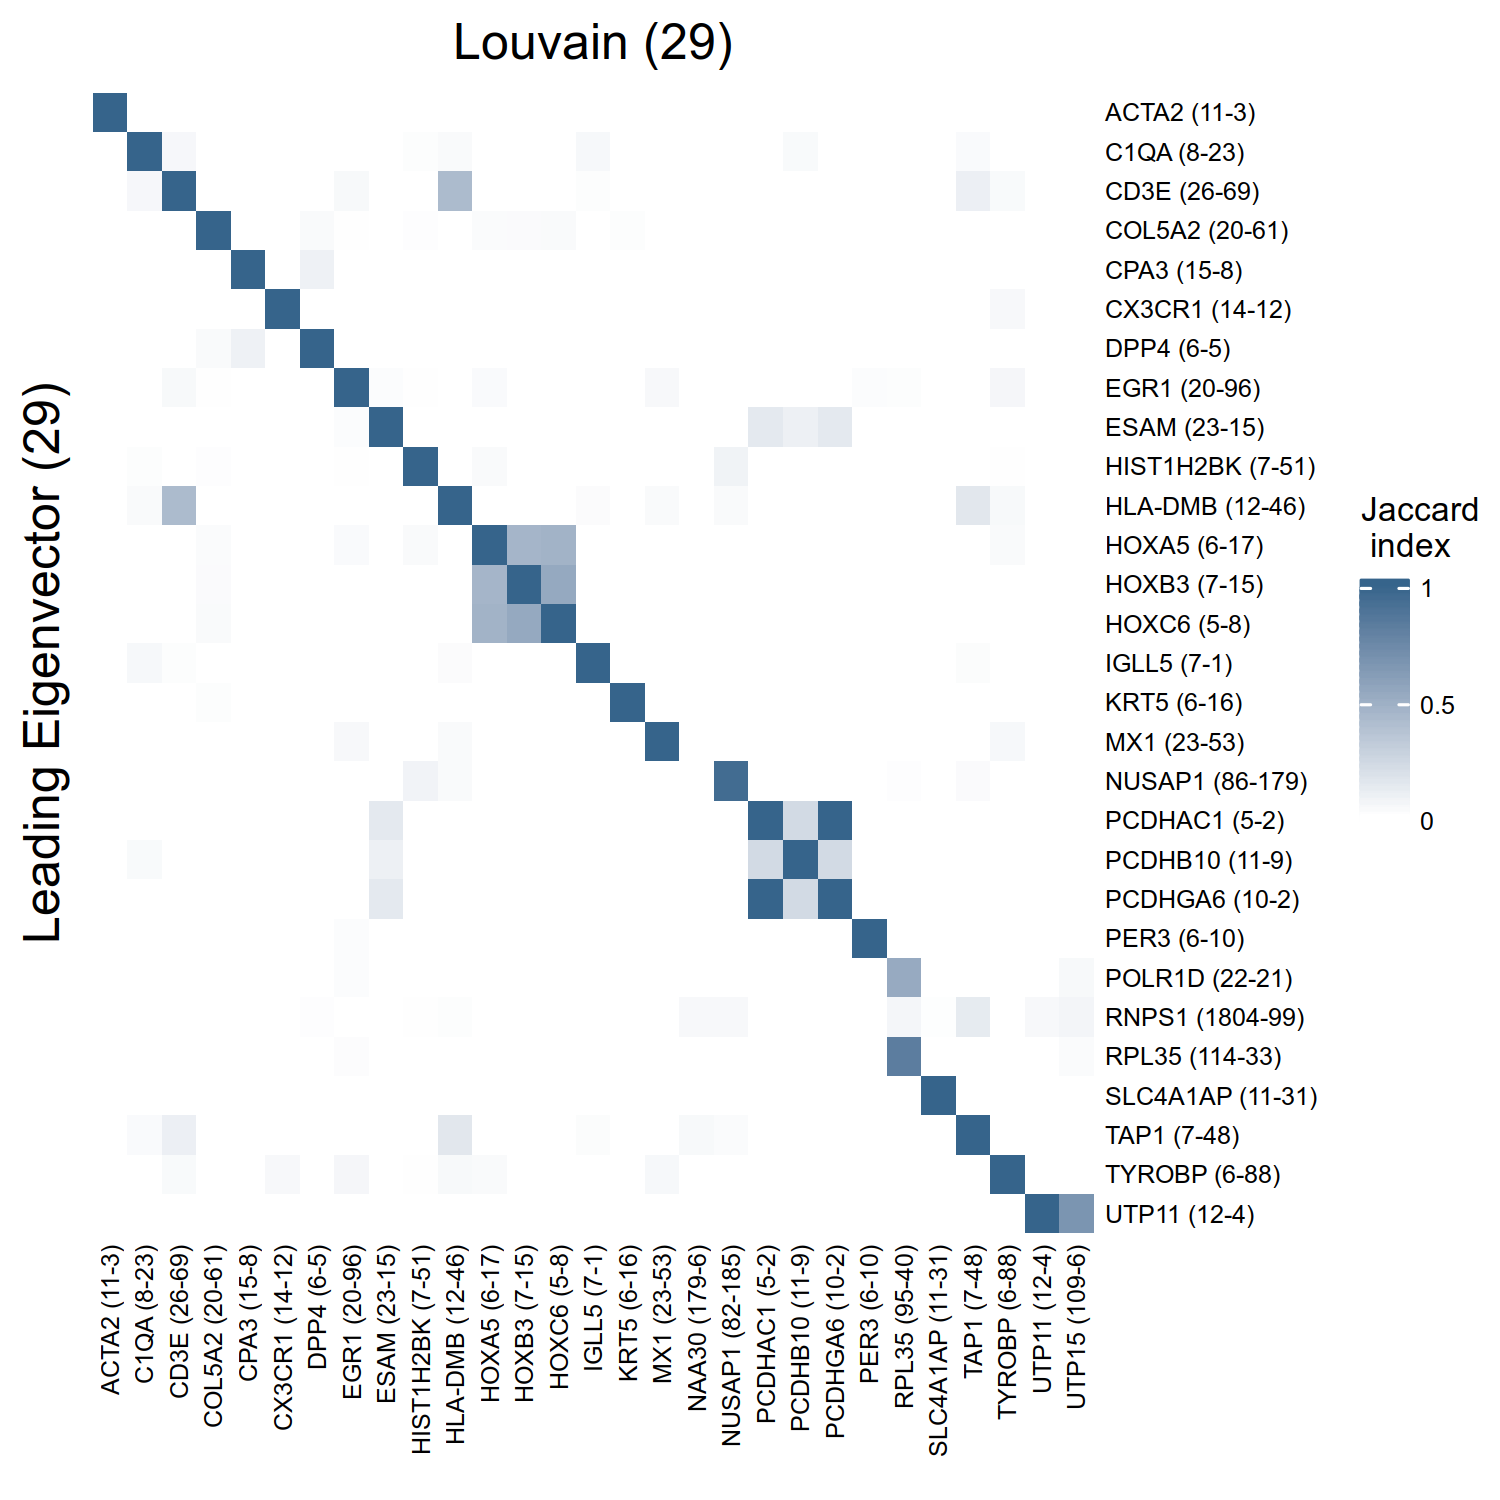 Louvain (29)
Leading Eigenvector (29)
ACTA2 (11-3)
C1QA (8-23)
CD3E (26-69)
COL5A2 (20-61)
CPA3 (15-8)
CX3CR1 (14-12)
DPP4 (6-5)
EGR1 (20-96)
ESAM (23-15)
HIST1H2BK (7-51)
HLA-DMB (12-46)
HOXA5 (6-17)
HOXB3 (7-15)
HOXC6 (5-8)
IGLL5 (7-1)
KRT5 (6-16)
MX1 (23-53)
NUSAP1 (86-179)
PCDHAC1 (5-2)
PCDHB10 (11-9)
PCDHGA6 (10-2)
PER3 (6-10)
POLR1D (22-21)
RNPS1 (1804-99)
RPL35 (114-33)
SLC4A1AP (11-31)
TAP1 (7-48)
TYROBP (6-88)
UTP11 (12-4)
Jaccard
index
1
0.5
0
ACTA2 (11-3)
C1QA (8-23)
CD3E (26-69)
COL5A2 (20-61)
CPA3 (15-8)
CX3CR1 (14-12)
DPP4 (6-5)
EGR1 (20-96)
ESAM (23-15)
HIST1H2BK (7-51)
HLA-DMB (12-46)
HOXA5 (6-17)
HOXB3 (7-15)
HOXC6 (5-8)
IGLL5 (7-1)
KRT5 (6-16)
MX1 (23-53)
NAA30 (179-6)
NUSAP1 (82-185)
PCDHAC1 (5-2)
PCDHB10 (11-9)
PCDHGA6 (10-2)
PER3 (6-10)
RPL35 (95-40)
SLC4A1AP (11-31)
TAP1 (7-48)
TYROBP (6-88)
UTP11 (12-4)
UTP15 (109-6)